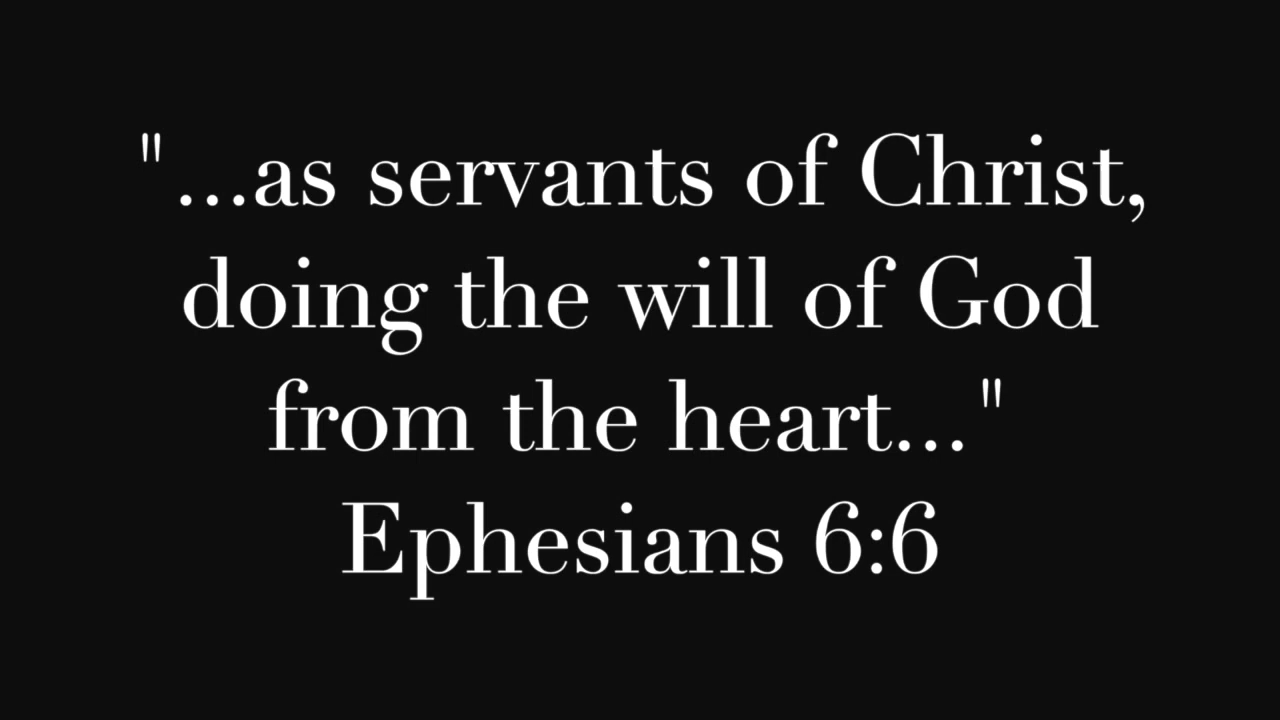 "...as servants of Christ,
doing the will of God
from the heart..."
Ephesians 6:6